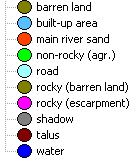 barren land
built-up area
main river sand
non-rocky (agr.)
road
rocky (barren land)
rocky (escarpment)
shadow
talus
water